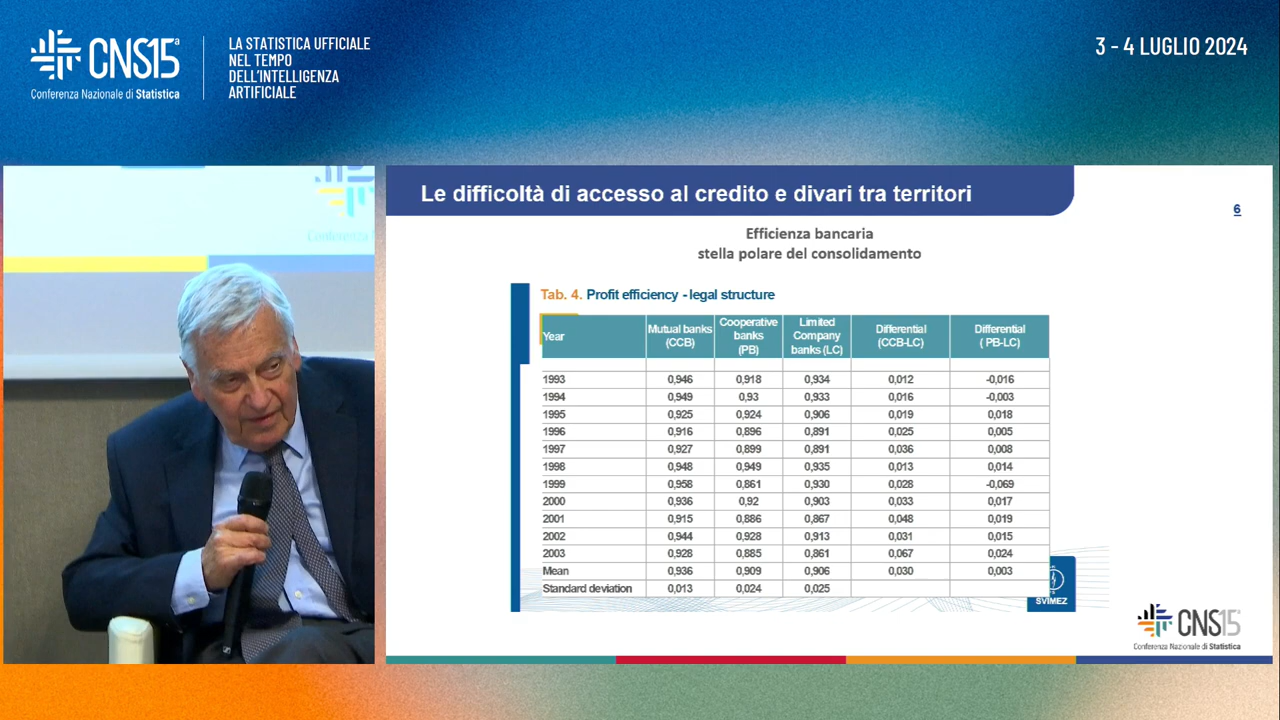 CNS15ª
Conferenza Nazionale di Statistica
LA STATISTICA UFFICIALE
NEL TEMPO
DELL'INTELLIGENZA
ARTIFICIALE
3 - 4 LUGLIO 2024
Conferenza
Le difficoltà di accesso al credito e divari tra territori
6
Efficienza bancaria
stella polare del consolidamento
Tab. 4. Profit efficiency - legal structure
Year Mutual banks (CCB) Cooperative banks (PB) Limited Company banks (LC) Differential (CCB-LC) Differential ( PB-LC)
1993 0,946 0,918 0,934 0,012 -0,016
1994 0,949 0,93 0,933 0,016 -0,003
1995 0,925 0,924 0,906 0,019 0,018
1996 0,916 0,896 0,891 0,025 0,005
1997 0,927 0,899 0,891 0,036 0,008
1998 0,948 0,949 0,935 0,013 0,014
1999 0,958 0,861 0,930 0,028 -0,069
2000 0,936 0,92 0,903 0,033 0,017
2001 0,915 0,886 0,867 0,048 0,019
2002 0,944 0,928 0,913 0,031 0,015
2003 0,928 0,885 0,861 0,067 0,024
Mean 0,936 0,909 0,906 0,030 0,003
Standard deviation 0,013 0,024 0,025
SVIMEZ
CNS15ª
Conferenza Nazionale di Statistica